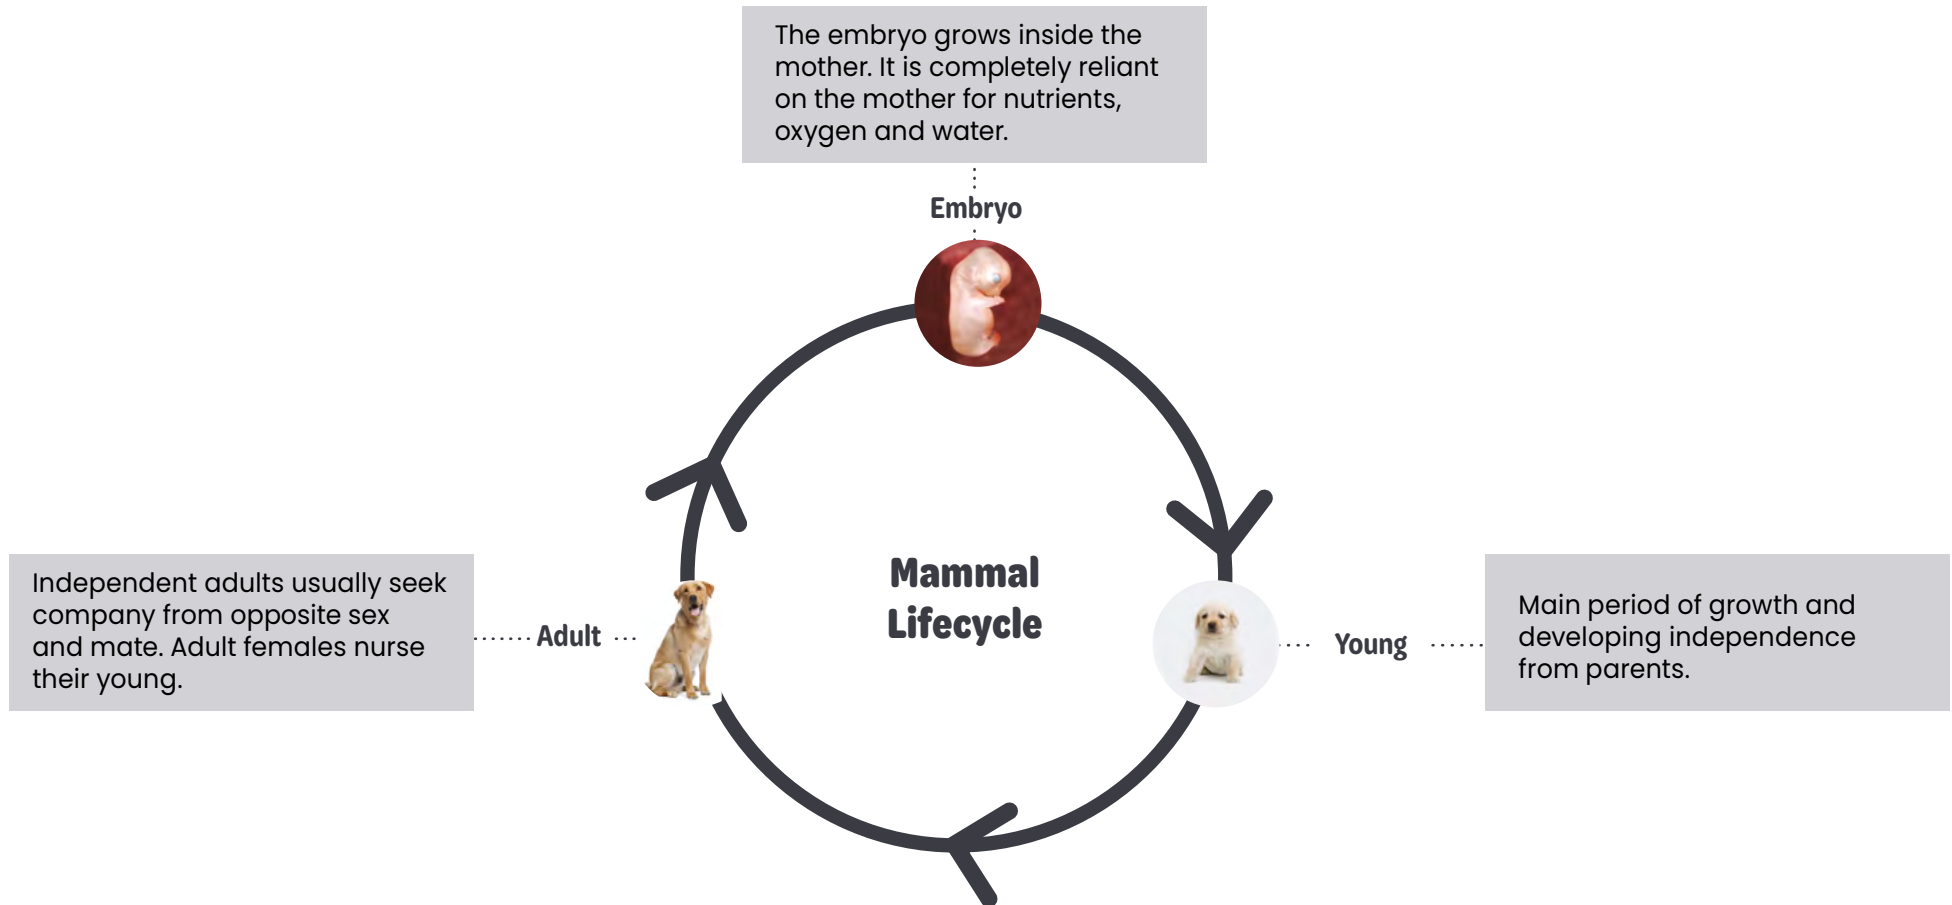 The embryo grows inside the
mother. It is completely reliant
on the mother for nutrients,
oxygen and water.
Embryo
Mammal
Lifecycle
Independent adults usually seek
company from opposite sex
and mate. Adult females nurse
their young.
Adult
Young
Main period of growth and
developing independence
from parents.